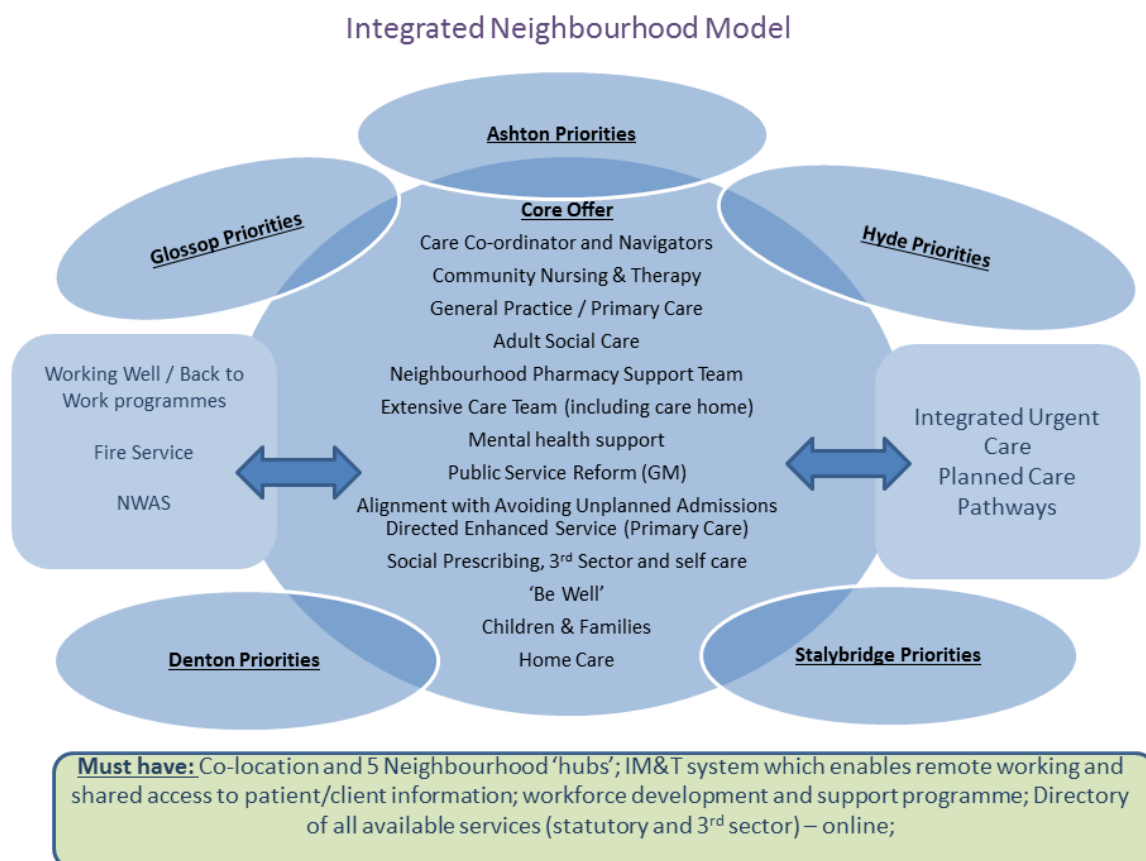 Integrated Neighbourhood Model
Ashton Priorities
Glossop Priorities
Hyde Priorities
Core Offer
Care Co-ordinator and Navigators
Community Nursing & Therapy
General Practice / Primary Care
Adult Social Care
Neighbourhood Pharmacy Support Team
Extensive Care Team (including care home)
Mental health support
Public Service Reform (GM)
Alignment with Avoiding Unplanned Admissions
Directed Enhanced Service (Primary Care)
Social Prescribing, 3rd Sector and self care
‘Be Well’
Children & Families
Home Care
Working Well / Back to
Work programmes
Fire Service
NWAS
Integrated Urgent
Care
Planned Care
Pathways
Denton Priorities
Stalybridge Priorities
Must have: Co-location and 5 Neighbourhood ‘hubs’; IM&T system which enables remote working and
shared access to patient/client information; workforce development and support programme; Directory
of all available services (statutory and 3rd sector) – online;